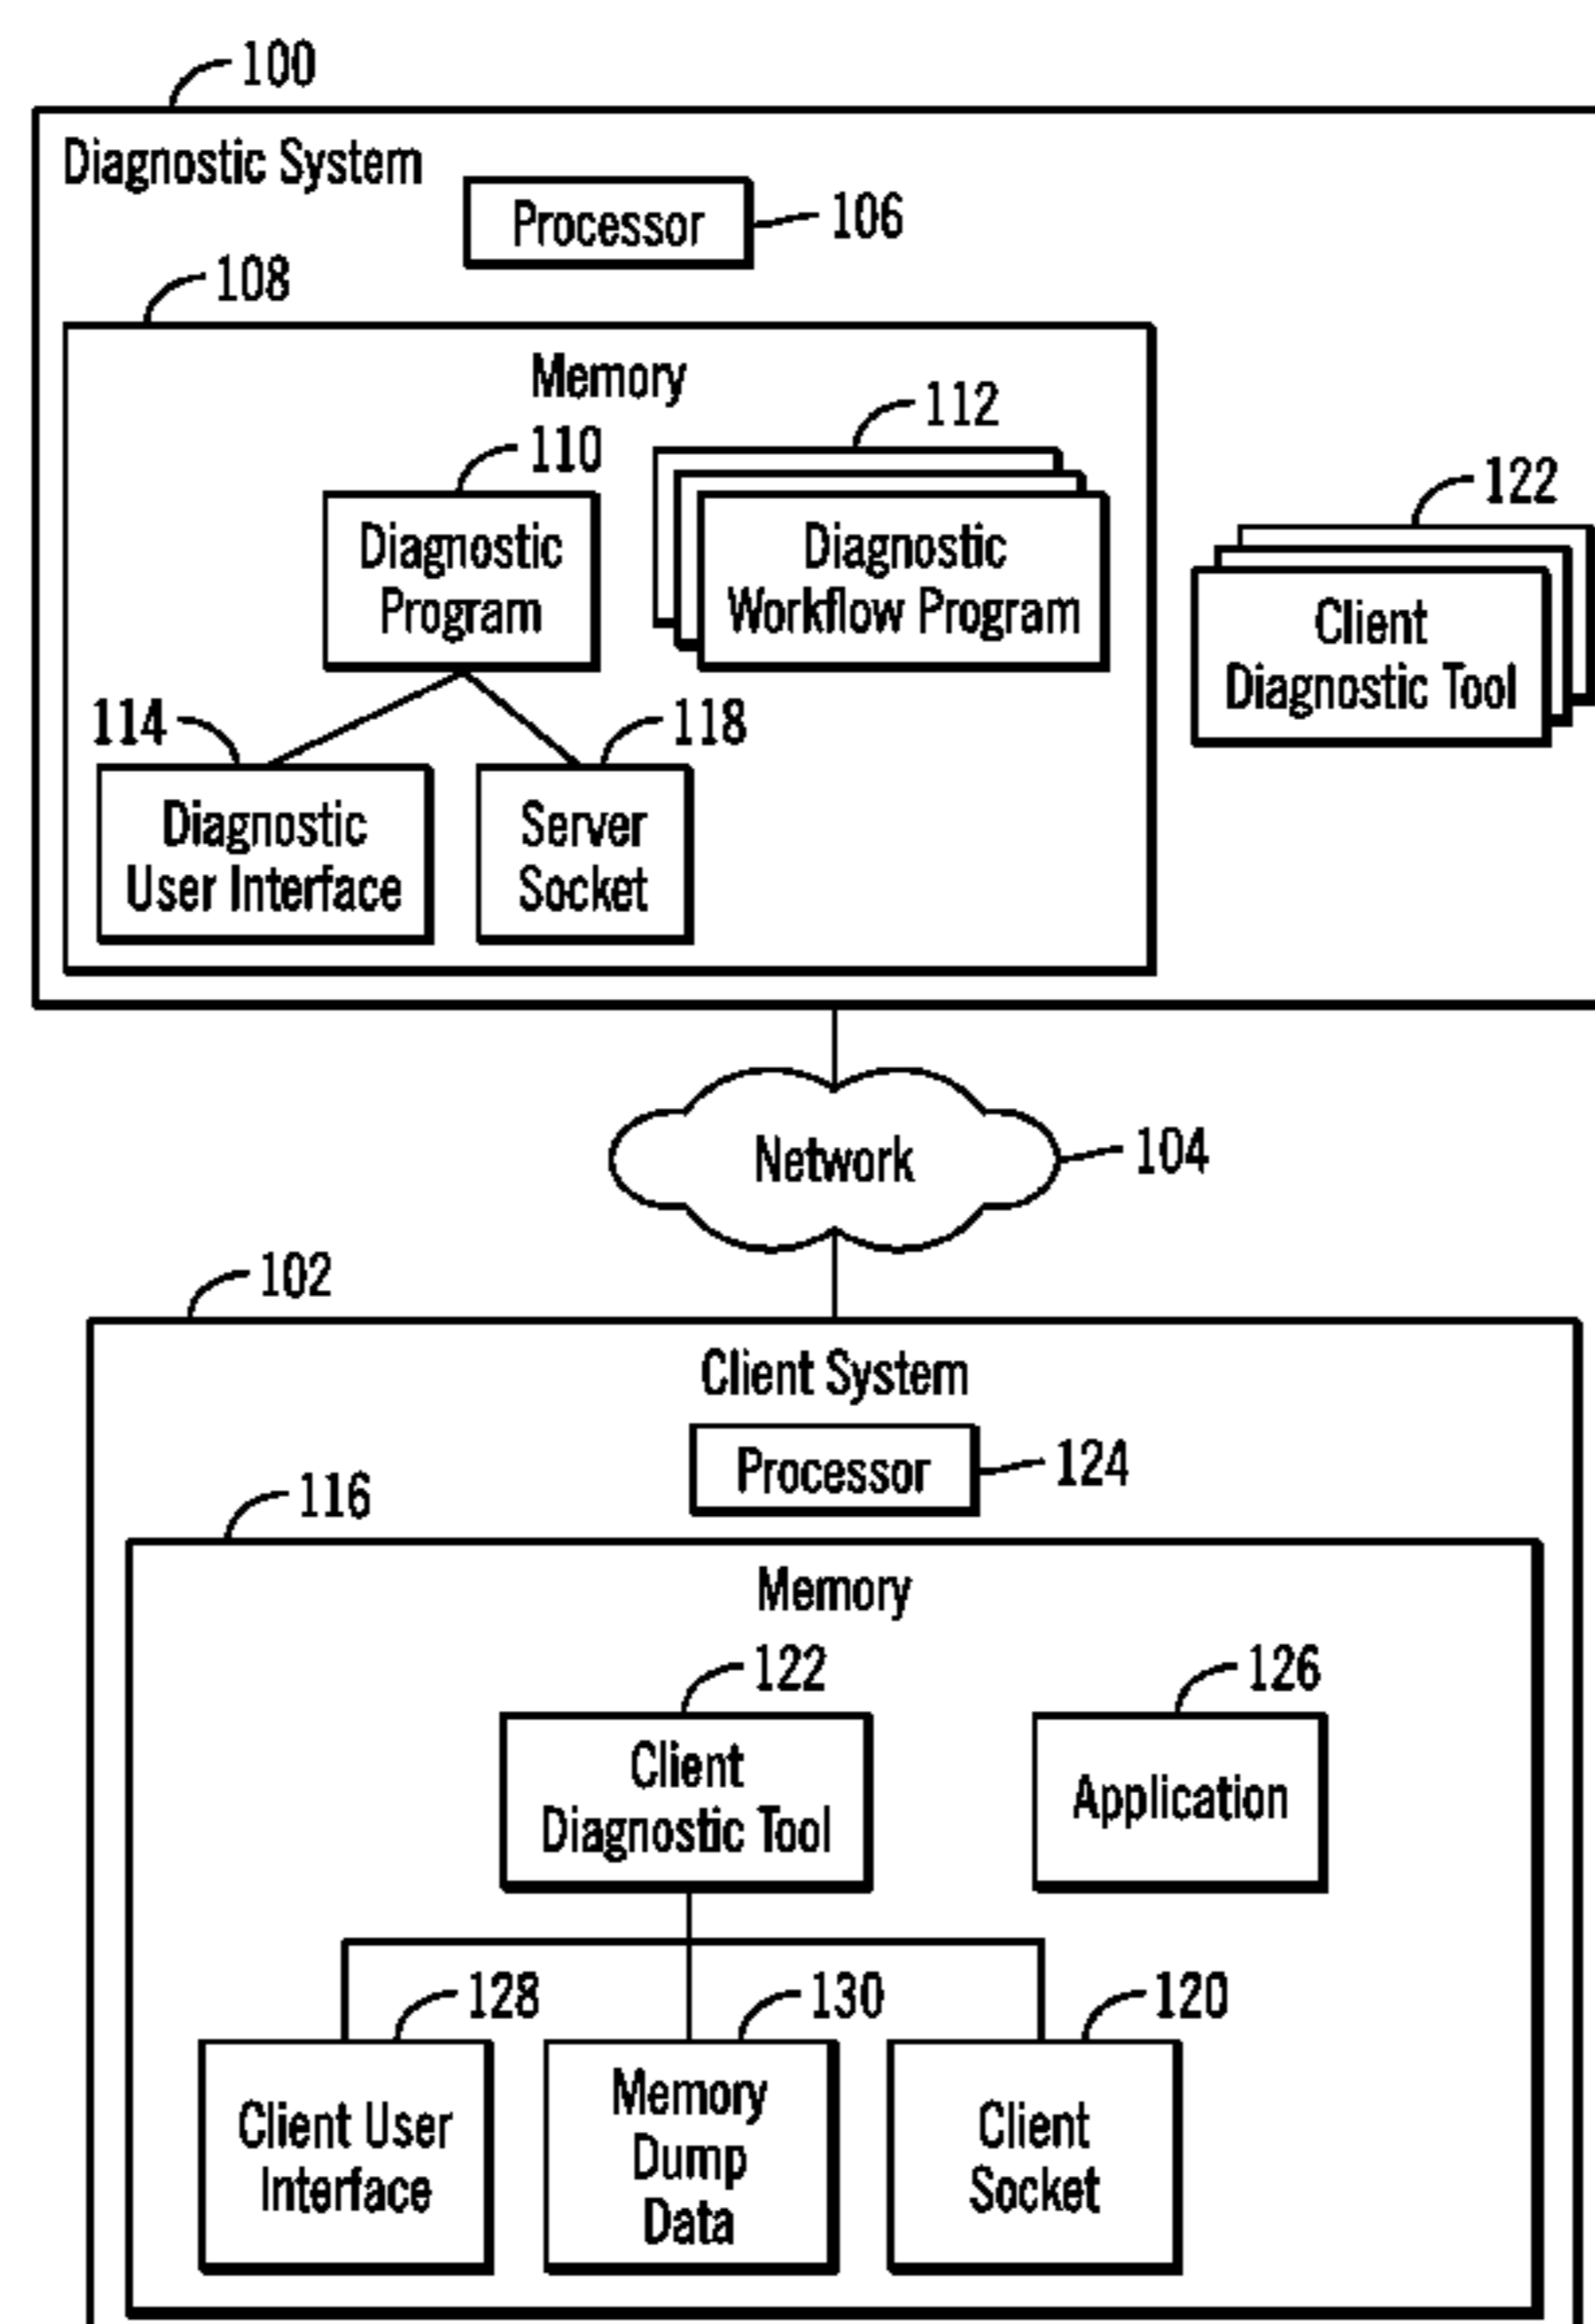 100
Diagnostic System
Processor
106
108
Memory
112
110
122
Diagnostic
Program
Diagnostic
Workflow Program
Client
Diagnostic Tool
114
118
Diagnostic
User Interface
Server
Socket
Network
104
102
Client System
Processor
124
116
Memory
122
126
Client
Diagnostic Tool
Application
128
130
120
Client User
Interface
Memory
Dump
Data
Client
Socket